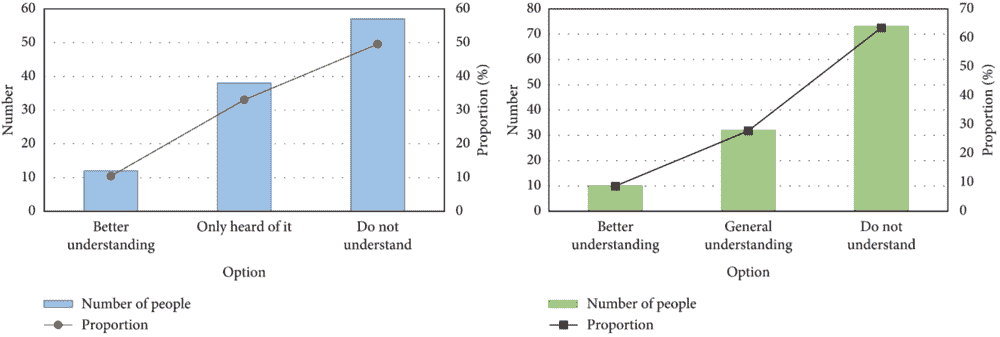 60
50
40
30
20
10
0
Number
60
50
40
30
20
10
0
Proportion (%)
Better
understanding
Only heard of it
Do not
understand
Option
Number of people
Proportion
80
70
60
50
40
30
20
10
0
Number
70
60
50
40
30
20
10
0
Proportion (%)
Better
understanding
General
understanding
Do not
understand
Option
Number of people
Proportion